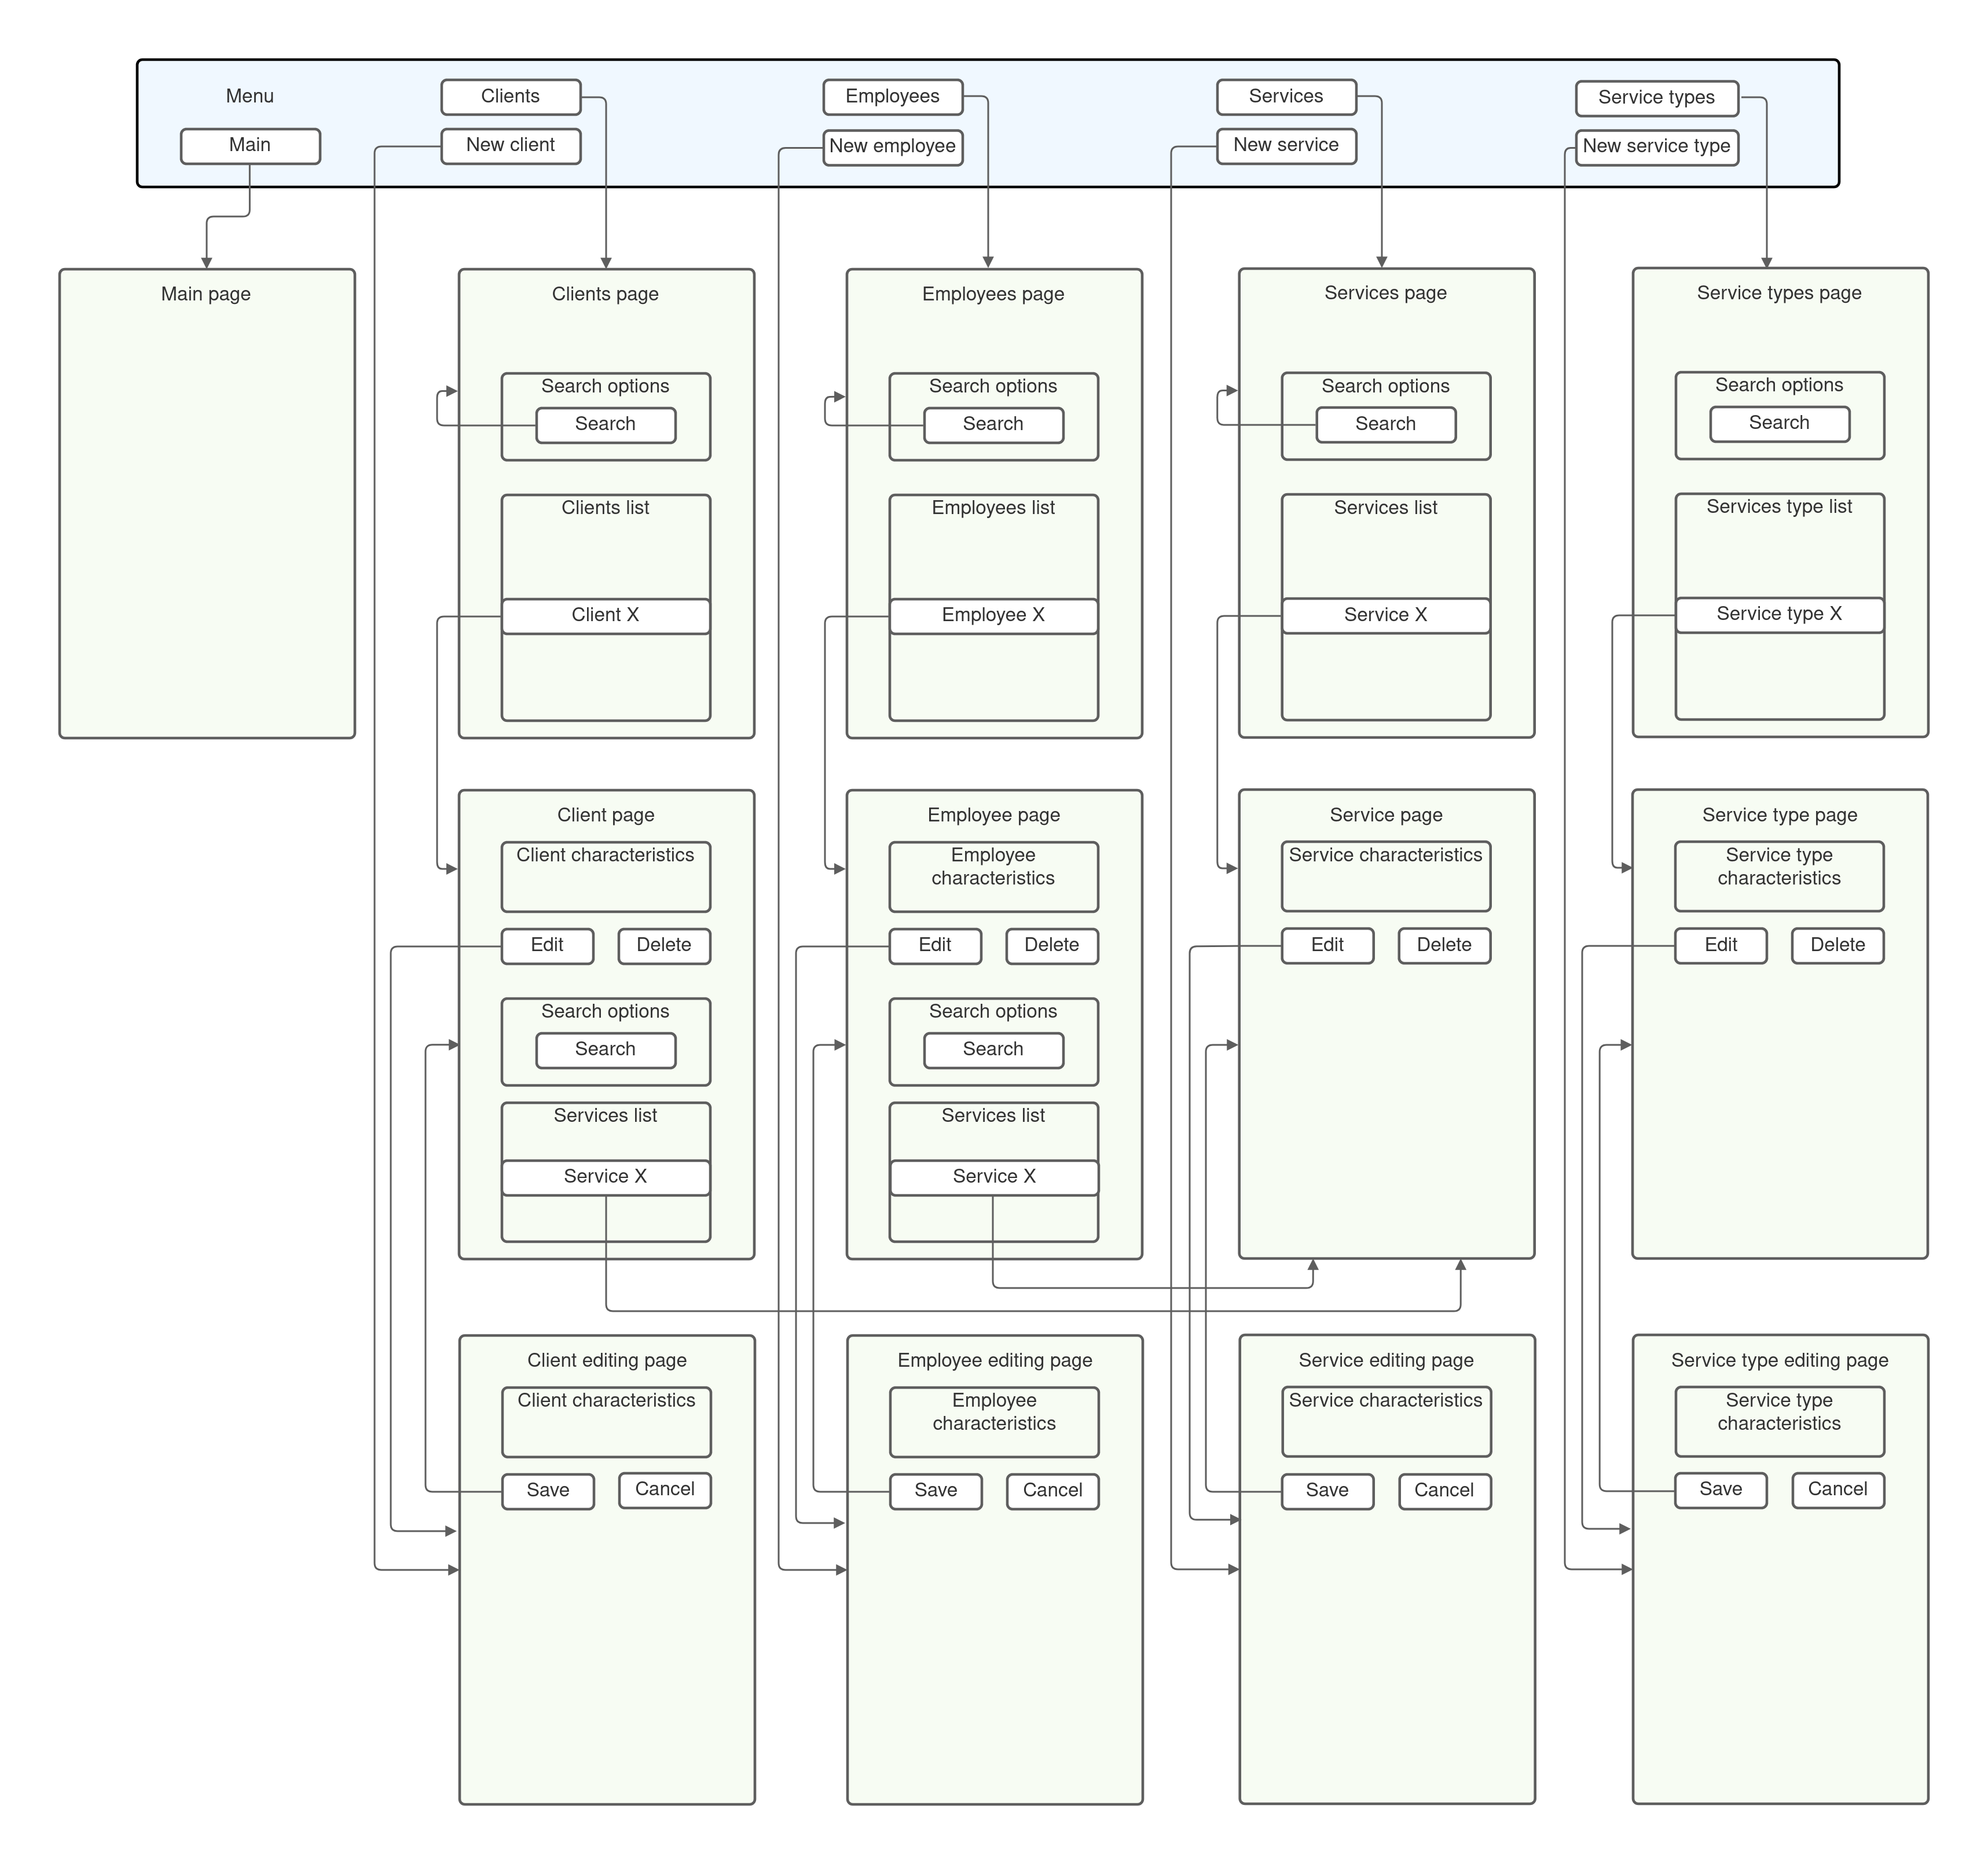 Menu
Main
Clients
New client
Employees
New employee
Services
New service
Service types
New service type
Main page
Clients page
Search options
Search
Clients list
Client X
Employees page
Search options
Search
Employees list
Employee X
Services page
Search options
Search
Services list
Service X
Service types page
Search options
Search
Services type list
Service type X
Client page
Client characteristics
Edit
Delete
Search options
Search
Services list
Service X
Employee page
Employee
characteristics
Edit
Delete
Search options
Search
Services list
Service X
Service page
Service characteristics
Edit
Delete
Service type page
Service type
characteristics
Edit
Delete
Client editing page
Client characteristics
Save
Cancel
Employee editing page
Employee
characteristics
Save
Cancel
Service editing page
Service characteristics
Save
Cancel
Service type editing page
Service type
characteristics
Save
Cancel